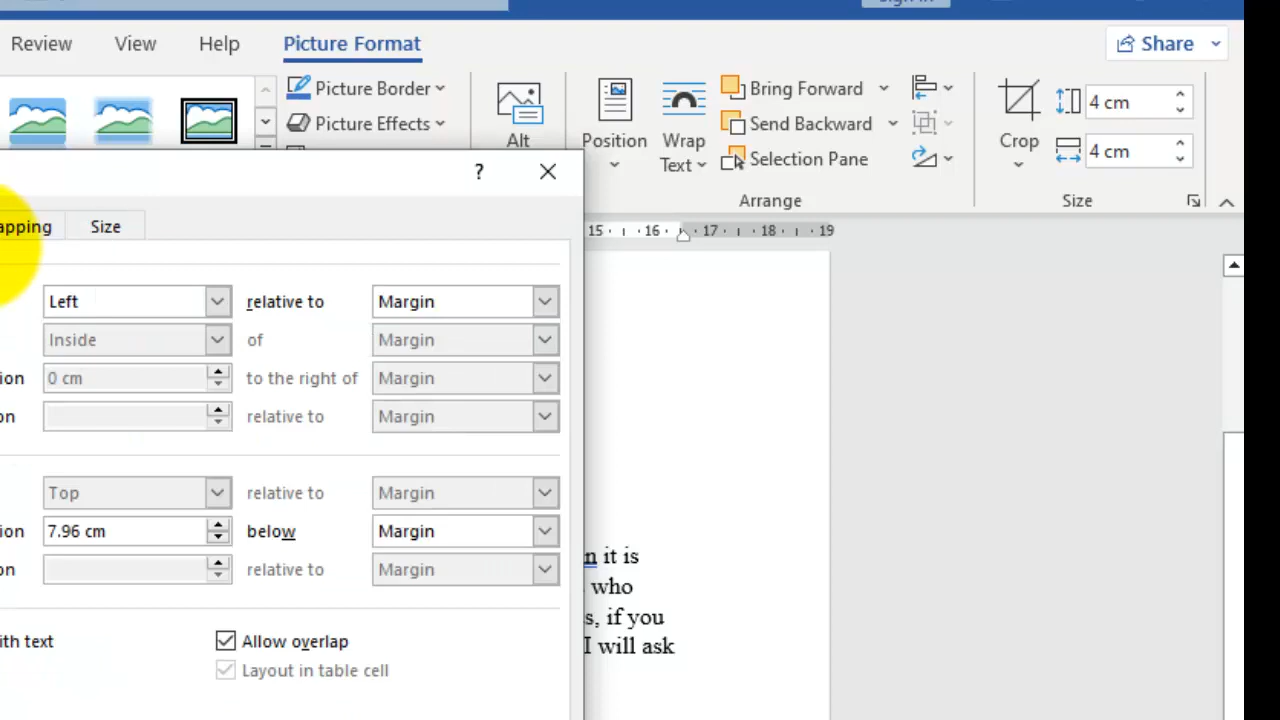 Review View Help Picture Format Share
Picture Border Bring Forward 4 cm
Picture Effects Send Backward
Alt Position Wrap Text Selection Pane Crop 4 cm
Arrange Size
? 
apping Size
15 16 17 18 19
Left relative to Margin
Inside of Margin
ion 0 cm to the right of Margin
on relative to Margin
Top relative to Margin
ion 7.96 cm below Margin
on relative to Margin
n it is
who
s, if you
ith text Allow overlap
I will ask
Layout in table cell